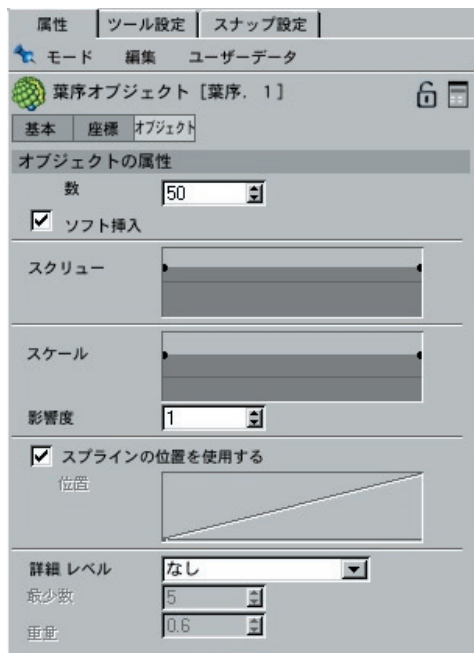 属性 ツール設定 スナップ設定
モード 編集 ユーザーデータ
葉序オブジェクト [葉序. 1]
基本 座標 オブジェクト
オブジェクトの属性
数 50
ソフト挿入
スクリュー
スケール
影響度 1
スプラインの位置を使用する
位置
詳細 レベル なし
最少数 5
重量 0.6